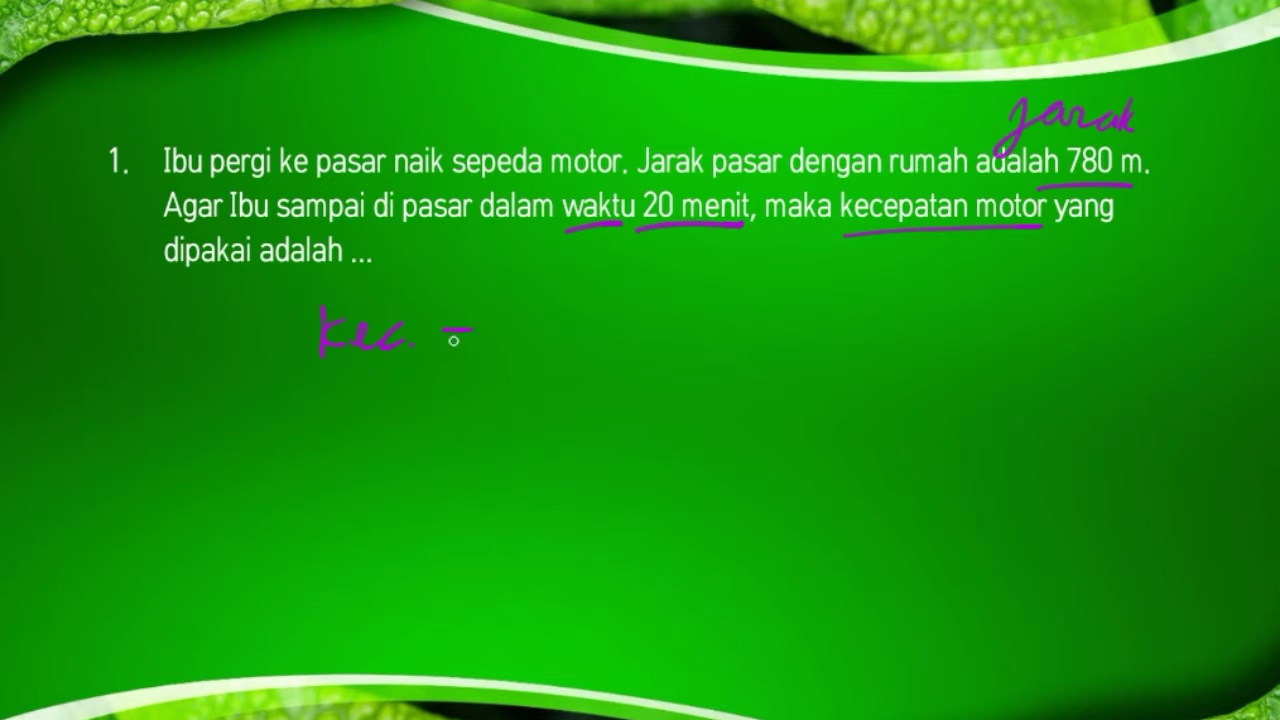 jarak
1. Ibu pergi ke pasar naik sepeda motor. Jarak pasar dengan rumah adalah 780 m.
Agar Ibu sampai di pasar dalam waktu 20 menit, maka kecepatan motor yang
dipakai adalah ...
Kec. =